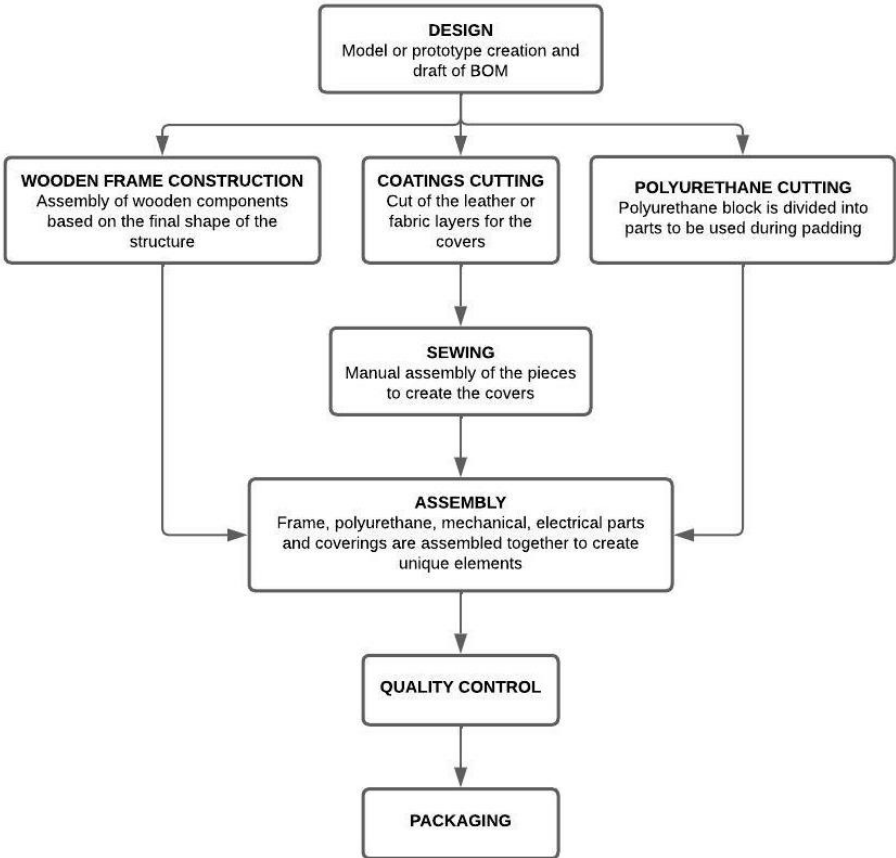 DESIGN
Model or prototype creation and
draft of BOM
WOODEN FRAME CONSTRUCTION
Assembly of wooden components
based on the final shape of the
structure
COATINGS CUTTING
Cut of the leather or
fabric layers for the
covers
POLYURETHANE CUTTING
Polyurethane block is divided into
parts to be used during padding
SEWING
Manual assembly of the pieces
to create the covers
ASSEMBLY
Frame, polyurethane, mechanical, electrical parts
and coverings are assembled together to create
unique elements
QUALITY CONTROL
PACKAGING